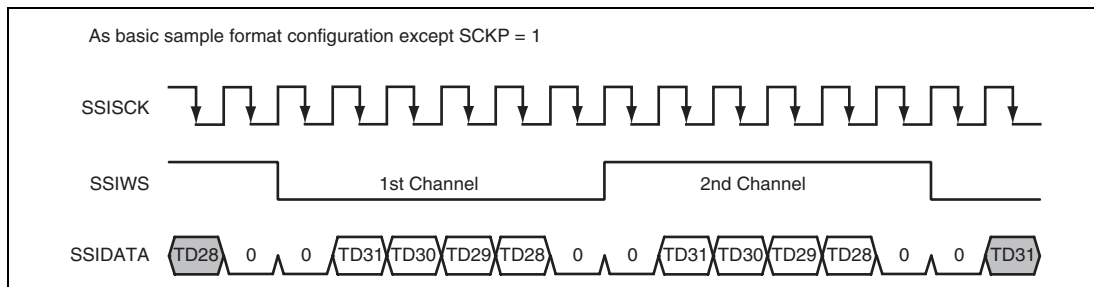 As basic sample format configuration except SCKP = 1
SSISCK
SSIWS 1st Channel 2nd Channel
SSIDATA TD28 0 0 TD31 TD30 TD29 TD28 0 0 TD31 TD30 TD29 TD28 0 0 TD31